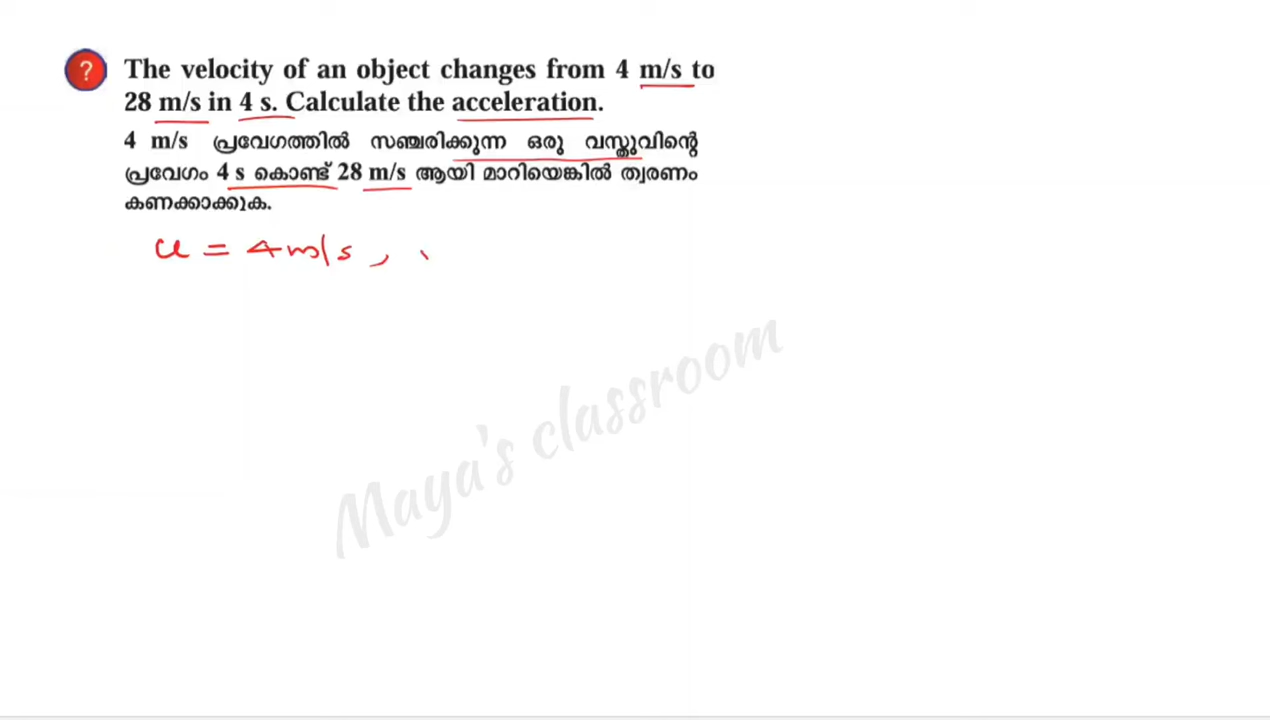 ?
The velocity of an object changes from 4 m/s to
28 m/s in 4 s. Calculate the acceleration.
4 m/s പ്രവേഗത്തിൽ സഞ്ചരിക്കുന്ന ഒരു വസ്തുവിന്റെ
പ്രവേഗം 4 s കൊണ്ട് 28 m/s ആയി മാറിയെങ്കിൽ ത്വരണം
കണക്കാക്കുക.
u = 4 m/s ,
Maya's classroom